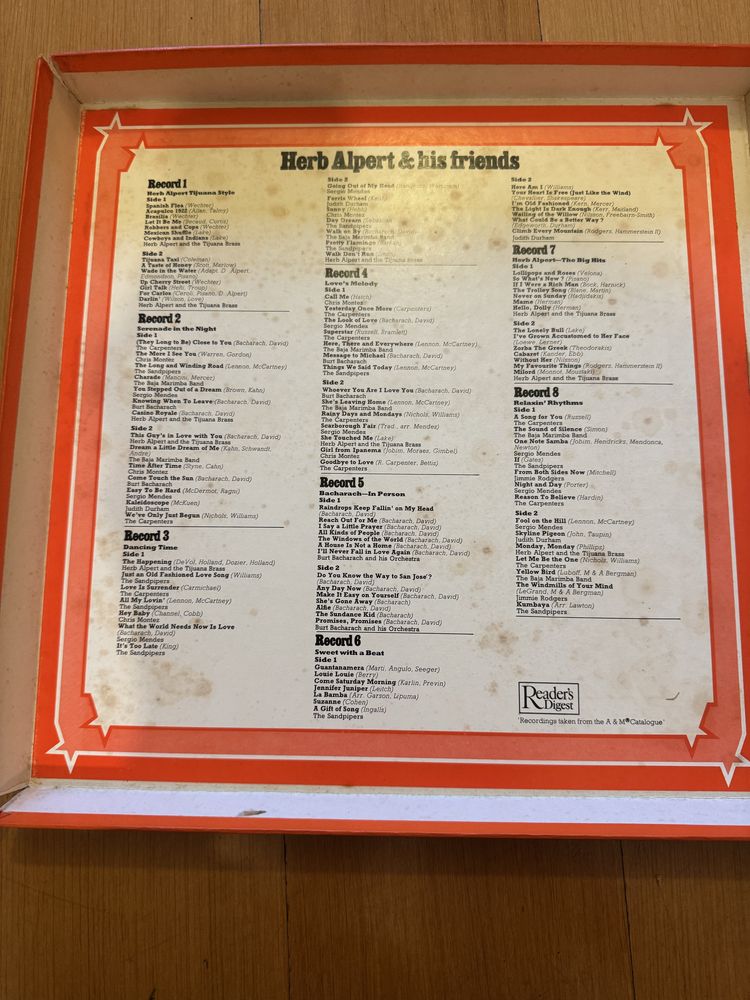 Herb Alpert & his friends
Record 1
Herb Alpert Tijuana Style
Side 1
Spanish Flea (Wechter)
Acapulco 1922 (Allan, Talmy)
Brasilia (Wechter)
Let It Be Me (Becaud, Curtis)
Robbers and Cops (Wechter)
Mexican Shuffle (Lake)
Cowboys and Indians (Lake)
Herb Alpert and the Tijuana Brass
Side 2
Tijuana Taxi (Coleman)
A Taste of Honey (Scott, Marlow)
Wade in the Water (Adapt. D. Alpert,
Edmondson, Pisano)
Up Cherry Street (Wechter)
Girl Talk (Hefti, Troup)
For Carlos (Ceroli, Pisano, D. Alpert)
Darlin' (Wilson, Love)
Herb Alpert and the Tijuana Brass
Record 2
Serenade in the Night
Side 1
(They Long to Be) Close to You (Bacharach, David)
The Carpenters
The More I See You (Warren, Gordon)
Chris Montez
The Long and Winding Road (Lennon, McCartney)
The Sandpipers
Charade (Mancini, Mercer)
The Baja Marimba Band
You Stepped Out of a Dream (Brown, Kahn)
Sergio Mendes
Knowing When To Leave (Bacharach, David)
Burt Bacharach
Casino Royale (Bacharach, David)
Side 2
This Guy's in Love with You (Bacharach, David)
Herb Alpert and the Tijuana Brass
Dream a Little Dream of Me (Kahn, Schwandt,
Andre)
The Baja Marimba Band
Time After Time (Styne, Cahn)
Chris Montez
Come Touch the Sun (Bacharach, David)
Burt Bacharach
Easy To Be Hard (McDermot, Ragni)
Sergio Mendes
Kaleidoscope (McKuen)
Judith Durham
We've Only Just Begun (Nichols, Williams)
The Carpenters
Record 3
Dancing Time
Side 1
The Happening (DeVol, Holland, Dozier, Holland)
Herb Alpert and the Tijuana Brass
Just an Old Fashioned Love Song (Williams)
The Sandpipers
Love Is Surrender (Carmichael)
The Carpenters
All My Lovin' (Lennon, McCartney)
The Sandpipers
Hey Baby (Channel, Cobb)
Chris Montez
What the World Needs Now Is Love
(Bacharach, David)
Sergio Mendes
It's Too Late (King)
The Sandpipers
Side 2
Going Out of My Head
Sergio Mendes
Ferris Wheel
Judith Durham
Sunny (Hebb)
Chris Montez
Day Dream (Sebastian)
The Sandpipers
Walk on By (Bacharach, David)
The Baja Marimba Band
Pretty Flamingo
The Sandpipers
Walk Don't Run
Herb Alpert and the Tijuana Brass
Record 4
Love's Melody
Side 1
Call Me (Hatch)
Chris Montez
Yesterday Once More (Carpenters)
The Carpenters
The Look of Love (Bacharach, David)
Sergio Mendes
Superstar (Russell, Bramlett)
The Carpenters
Here, There and Everywhere (Lennon, McCartney)
The Baja Marimba Band
Message to Michael (Bacharach, David)
Burt Bacharach
Things We Said Today (Lennon, McCartney)
The Sandpipers
Side 2
Whoever You Are I Love You (Bacharach, David)
Burt Bacharach
She's Leaving Home (Lennon, McCartney)
The Baja Marimba Band
Rainy Days and Mondays (Nichols, Williams)
The Carpenters
Scarborough Fair (Trad., arr. Mendes)
Sergio Mendes
She Touched Me (Lake)
Herb Alpert and the Tijuana Brass
Girl from Ipanema (Jobim, Moraes, Gimbel)
Chris Montez
Goodbye to Love (R. Carpenter, Bettis)
The Carpenters
Record 5
Bacharach—In Person
Side 1
Raindrops Keep Fallin' on My Head
(Bacharach, David)
Reach Out For Me (Bacharach, David)
I Say a Little Prayer (Bacharach, David)
All Kinds of People (Bacharach, David)
The Windows of the World (Bacharach, David)
A House Is Not a Home (Bacharach, David)
I'll Never Fall in Love Again (Bacharach, David)
Burt Bacharach and his Orchestra
Side 2
Do You Know the Way to San Jose'?
(Bacharach, David)
Any Day Now (Bacharach, David)
Make It Easy on Yourself (Bacharach, David)
She's Gone Away (Bacharach)
Alfie (Bacharach, David)
The Sundance Kid (Bacharach)
Promises, Promises (Bacharach, David)
Burt Bacharach and his Orchestra
Record 6
Sweet with a Beat
Side 1
Guantanamera (Marti, Angulo, Seeger)
Louie Louie (Berry)
Come Saturday Morning (Karlin, Previn)
Jennifer Juniper (Leitch)
La Bamba (Arr. Garson, Lipuma)
Suzanne (Cohen)
A Gift of Song (Ingalls)
The Sandpipers
Side 2
Here Am I (Williams)
Your Heart Is Free (Just Like the Wind)
(Chevalier, Shakespeare)
I'm Old Fashioned (Kern, Mercer)
The Light Is Dark Enough (Kerr, Maitland)
Wailing of the Willow (Nilsson, Freebairn-Smith)
What Could Be a Better Way?
(Edgeworth, Durham)
Climb Every Mountain (Rodgers, Hammerstein II)
Judith Durham
Record 7
Herb Alpert—The Big Hits
Side 1
Lollipops and Roses (Velona)
So What's New? (Pisano)
If I Were a Rich Man (Bock, Harnick)
The Trolley Song (Blane, Martin)
Never on Sunday (Hadjidakis)
Mame (Herman)
Hello, Dolly (Herman)
Herb Alpert and the Tijuana Brass
Side 2
The Lonely Bull (Lake)
I've Grown Accustomed to Her Face
(Loewe, Lerner)
Zorba The Greek (Theodorakis)
Cabaret (Kander, Ebb)
Without Her (Nilsson)
My Favourite Things (Rodgers, Hammerstein II)
Milord (Monnot, Moustaki)
Herb Alpert and the Tijuana Brass
Record 8
Relaxin' Rhythms
Side 1
A Song for You (Russell)
The Carpenters
The Sound of Silence (Simon)
The Baja Marimba Band
One Note Samba (Jobim, Hendricks, Mendonca,
Newton)
Sergio Mendes
If (Gates)
The Sandpipers
From Both Sides Now (Mitchell)
Jimmie Rodgers
Night and Day (Porter)
Sergio Mendes
Reason To Believe (Hardin)
The Carpenters
Side 2
Fool on the Hill (Lennon, McCartney)
Sergio Mendes
Skyline Pigeon (John, Taupin)
Judith Durham
Monday, Monday (Phillips)
Herb Alpert and the Tijuana Brass
Let Me Be the One (Nichols, Williams)
The Carpenters
Yellow Bird (Luboff, M & A Bergman)
The Baja Marimba Band
The Windmills of Your Mind
(LeGrand, M & A Bergman)
Jimmie Rodgers
Kumbaya (Arr. Lawton)
The Sandpipers
Reader's
Digest
'Recordings taken from the A & M® Catalogue'